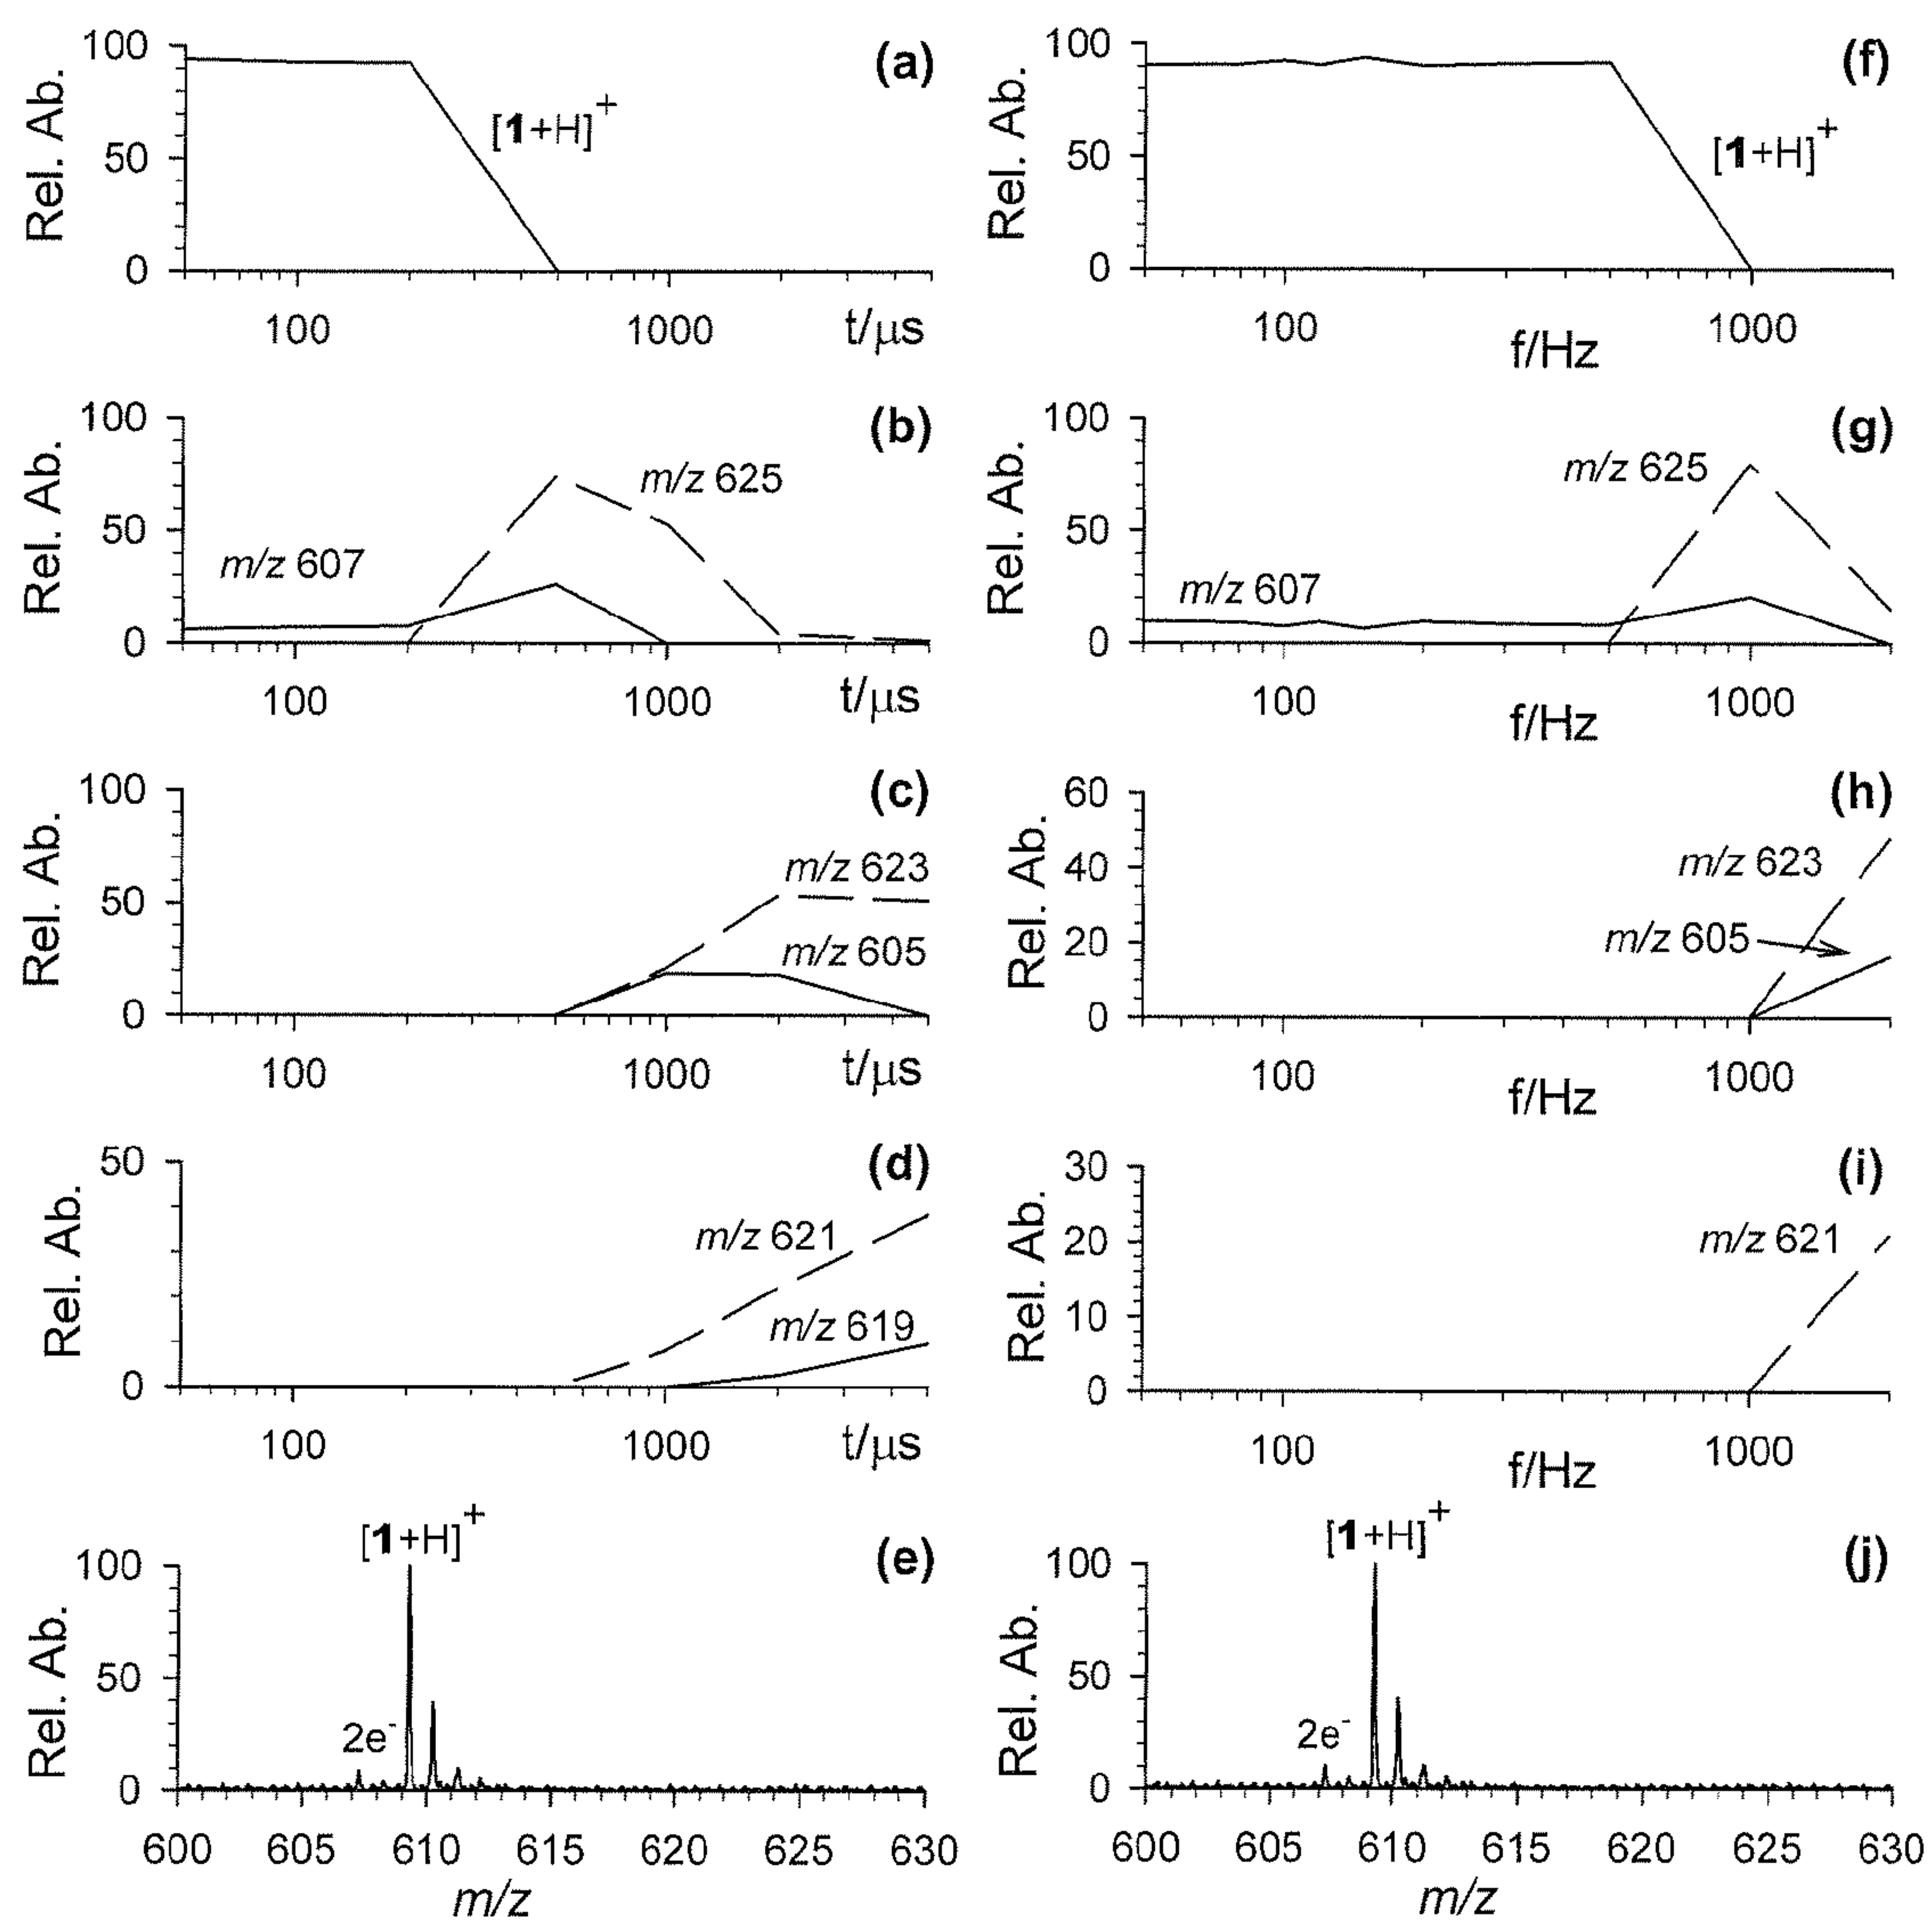 (a)
100
50
0
Rel. Ab.
[1+H]+
100 1000 t/μs
(b)
100
50
0
Rel. Ab.
m/z 625
m/z 607
100 1000 t/μs
(c)
100
50
0
Rel. Ab.
m/z 623
m/z 605
100 1000 t/μs
(d)
50
0
Rel. Ab.
m/z 621
m/z 619
100 1000 t/μs
(e)
[1+H]+
100
50
0
Rel. Ab.
2e-
600 605 610 615 620 625 630
m/z
(f)
100
50
0
Rel. Ab.
[1+H]+
100 1000
f/Hz
(g)
100
50
0
Rel. Ab.
m/z 625
m/z 607
100 1000
f/Hz
(h)
60
40
20
0
Rel. Ab.
m/z 623
m/z 605
100 1000
f/Hz
(i)
30
20
10
0
Rel. Ab.
m/z 621
100 1000
f/Hz
(j)
[1+H]+
100
50
0
Rel. Ab.
2e-
600 605 610 615 620 625 630
m/z